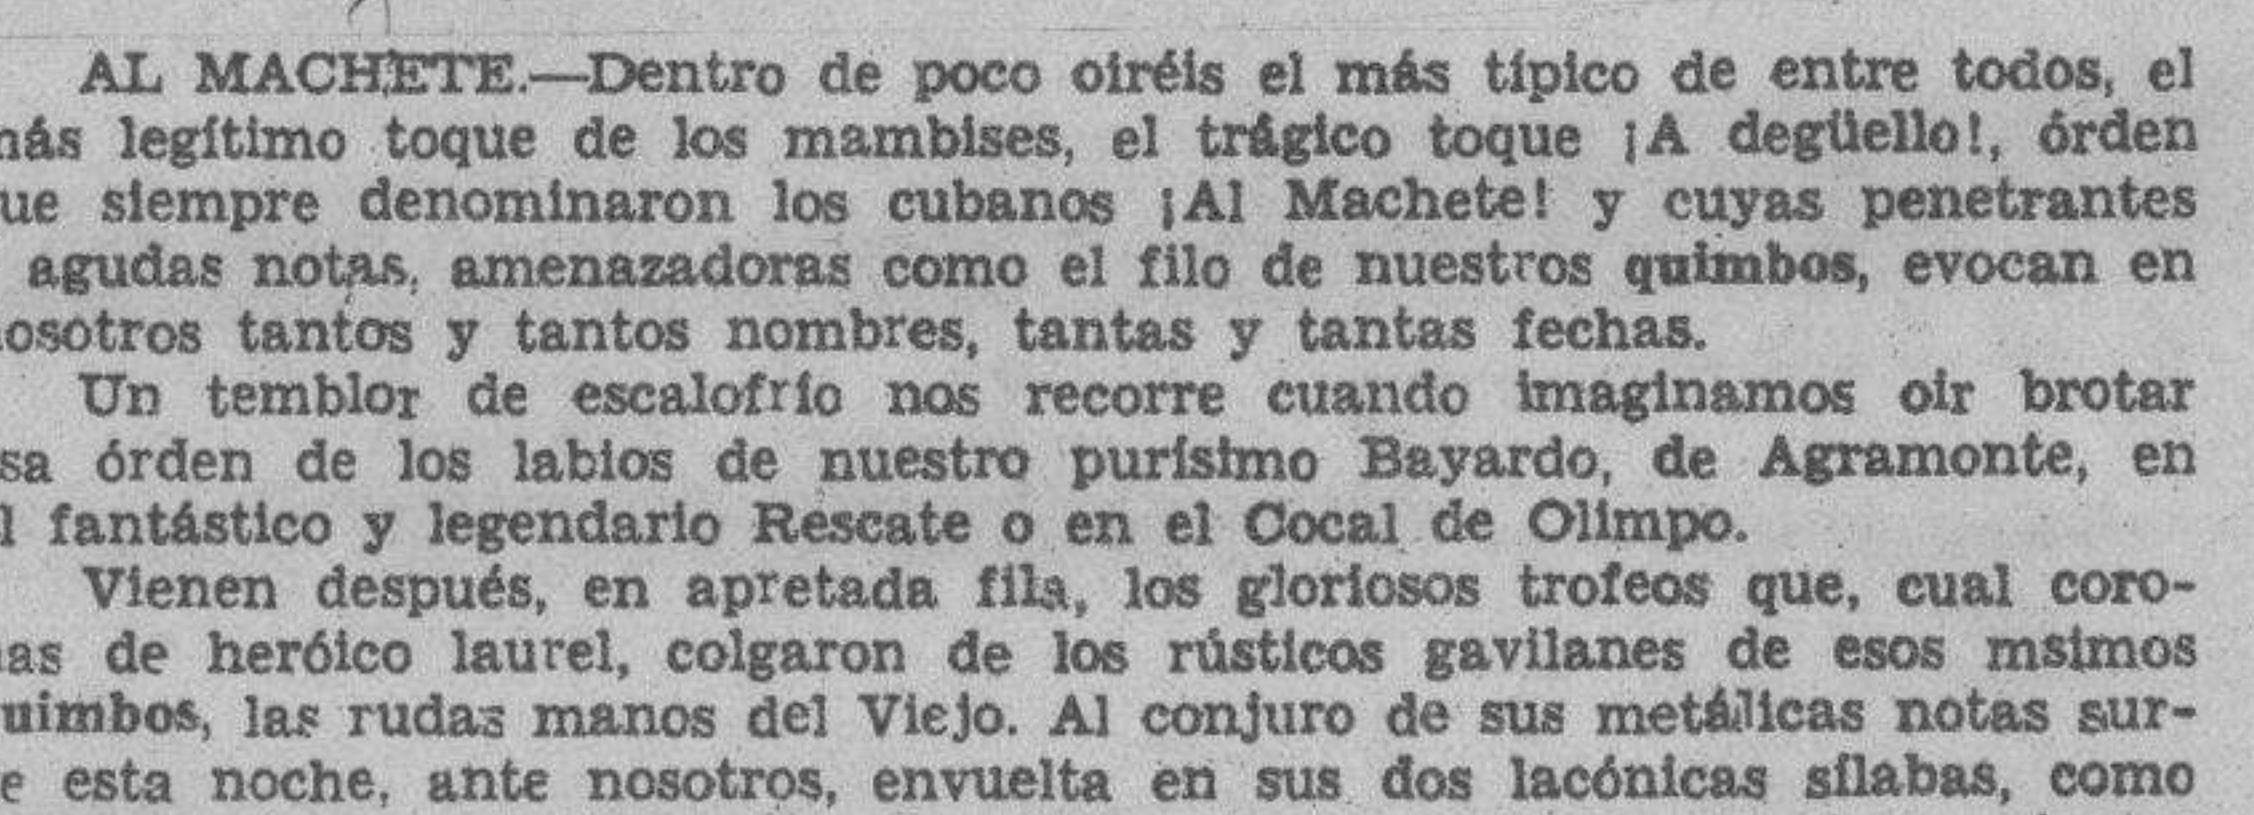 AL MACHETE.—Dentro de poco oiréis el más típico de entre todos, el
más legítimo toque de los mambises, el trágico toque ¡A degüello!, órden
ue siempre denominaron los cubanos ¡Al Machete! y cuyas penetrantes
agudas notas, amenazadoras como el filo de nuestros quimbos, evocan en
nosotros tantos y tantos nombres, tantas y tantas fechas.
Un temblor de escalofrío nos recorre cuando imaginamos oir brotar
sa órden de los labios de nuestro purísimo Bayardo, de Agramonte, en
l fantástico y legendario Rescate o en el Cocal de Olimpo.
Vienen después, en apretada fila, los gloriosos trofeos que, cual coro-
nas de heróico laurel, colgaron de los rústicos gavilanes de esos msimos
uimbos, las rudas manos del Viejo. Al conjuro de sus metálicas notas sur-
e esta noche, ante nosotros, envuelta en sus dos lacónicas sílabas, como